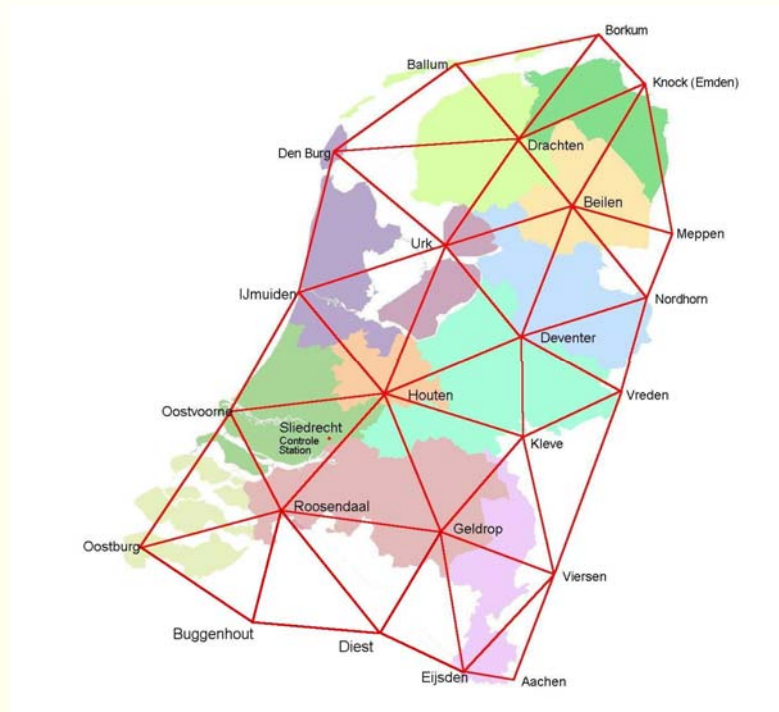 Borkum
Ballum
Knock (Emden)
Drachten
Den Burg
Beilen
Meppen
Urk
IJmuiden
Nordhorn
Deventer
Houten
Vreden
Oostvoorne
Sliedrecht
Controle
Station
Kleve
Roosendaal
Geldrop
Oostburg
Viersen
Buggenhout
Diest
Eijsden
Aachen